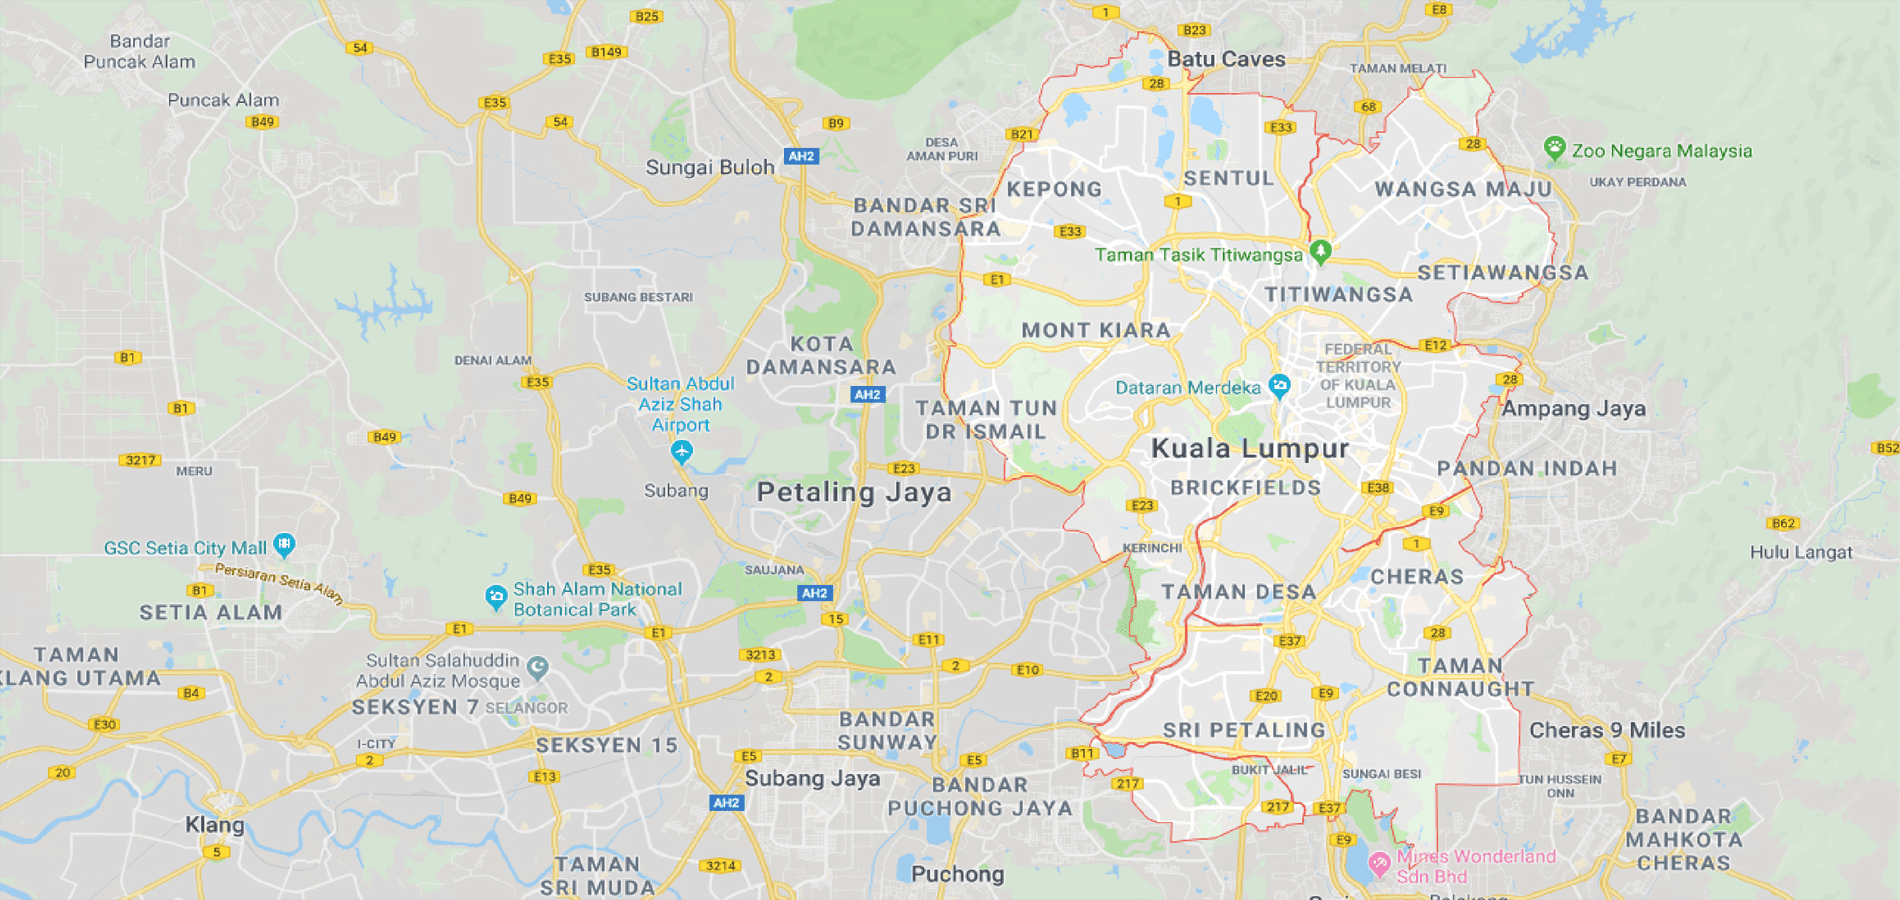 1
E8
B25
B23
Bandar
Puncak Alam
54
B149
E35
Batu Caves
TAMAN MELATI
28
Puncak Alam
E35
68
B49
54
B9
E33
B21
28
DESA
AMAN PURI
Zoo Negara Malaysia
AH2
Sungai Buloh
UKAY PERDANA
KEPONG
SENTUL
WANGSA MAJU
1
BANDAR SRI
DAMANSARA
E33
Taman Tasik Titiwangsa
SETIAWANGSA
E1
TITIWANGSA
SUBANG BESTARI
MONT KIARA
KOTA
DAMANSARA
E12
FEDERAL
TERRITORY
OF KUALA
LUMPUR
B1
DENAI ALAM
E35
28
Sultan Abdul
Aziz Shah
Airport
Dataran Merdeka
AH2
B1
TAMAN TUN
DR ISMAIL
Ampang Jaya
B49
Kuala Lumpur
B52
3217
MERU
E23
PANDAN INDAH
Subang
Petaling Jaya
BRICKFIELDS
E38
B49
E23
E9
B62
GSC Setia City Mall
KERINCHI
1
Hulu Langat
Persiaran Setia Alam
E35
SAUJANA
CHERAS
B1
Shah Alam National
Botanical Park
AH2
TAMAN DESA
SETIA ALAM
15
E1
E1
E11
E37
28
TAMAN
KLANG UTAMA
3213
Sultan Salahuddin
Abdul Aziz Mosque
2
E10
2
TAMAN
CONNAUGHT
B4
SEKSYEN 7
SELANGOR
E20
E9
E30
BANDAR
SUNWAY
SRI PETALING
Cheras 9 Miles
I-CITY
SEKSYEN 15
2
E5
E5
B11
E7
20
E13
Subang Jaya
BUKIT JALIL
SUNGAI BESI
TUN HUSSEIN
ONN
217
BANDAR
PUCHONG JAYA
AH2
217
E37
Klang
BANDAR
MAHKOTA
CHERAS
E9
5
TAMAN
SRI MUDA
3214
Puchong
Mines Wonderland
Sdn Bhd